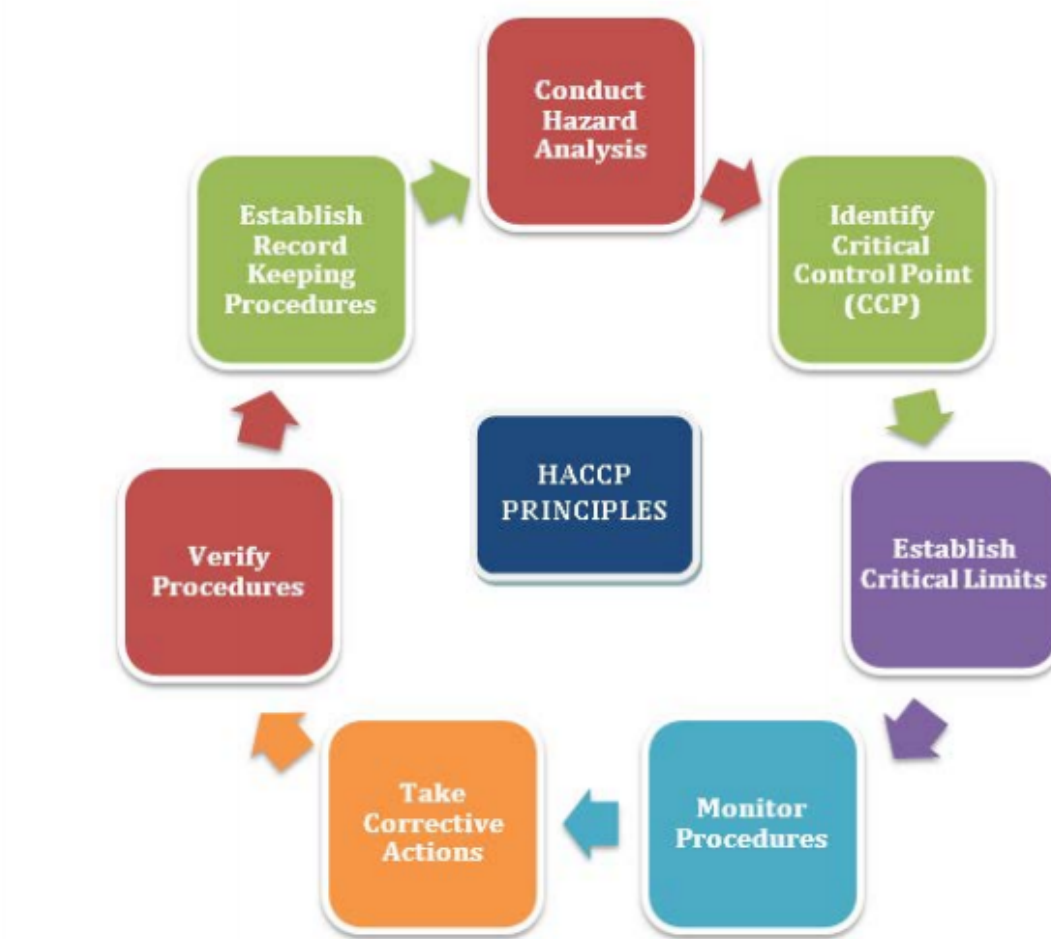 Conduct
Hazard
Analysis
Identify
Critical
Control Point
(CCP)
Establish
Critical Limits
Monitor
Procedures
Take
Corrective
Actions
Verify
Procedures
Establish
Record
Keeping
Procedures
HACCP
PRINCIPLES